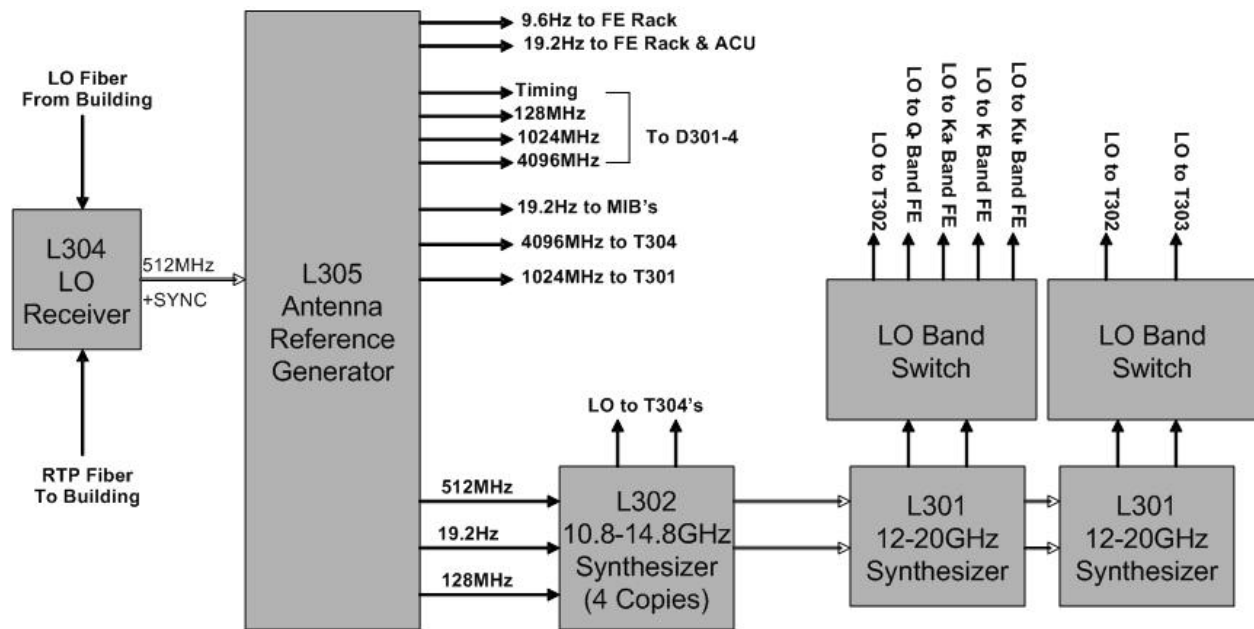 9.6Hz to FE Rack
19.2Hz to FE Rack & ACU
LO Fiber
From Building
Timing
128MHz
1024MHz
4096MHz
To D301-4
19.2Hz to MIB's
4096MHz to T304
1024MHz to T301
L304
LO
Receiver
512MHz
+SYNC
L305
Antenna
Reference
Generator
RTP Fiber
To Building
512MHz
19.2Hz
128MHz
LO to T304's
L302
10.8-14.8GHz
Synthesizer
(4 Copies)
LO to T302
LO to Q-Band FE
LO to Ka-Band FE
LO to K-Band FE
LO to Ku-Band FE
LO Band
Switch
L301
12-20GHz
Synthesizer
LO to T302
LO to T303
LO Band
Switch
L301
12-20GHz
Synthesizer